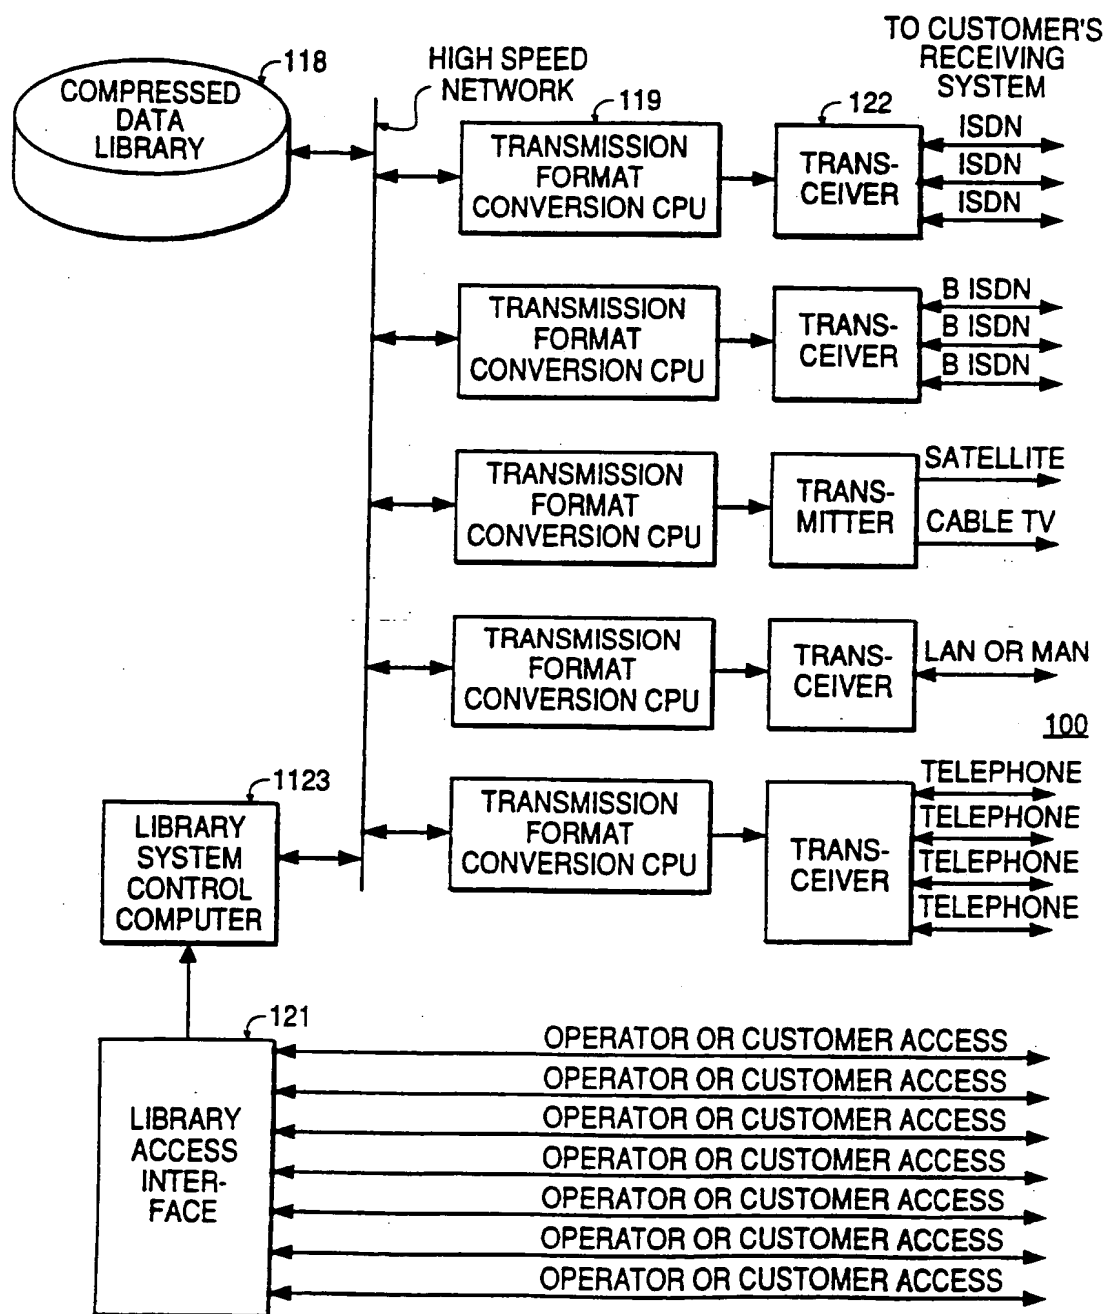 118
COMPRESSED
DATA
LIBRARY
HIGH SPEED
NETWORK
TO CUSTOMER'S
RECEIVING
SYSTEM
119
TRANSMISSION
FORMAT
CONVERSION CPU
122
TRANS-
CEIVER
ISDN
ISDN
ISDN
TRANSMISSION
FORMAT
CONVERSION CPU
TRANS-
CEIVER
B ISDN
B ISDN
B ISDN
TRANSMISSION
FORMAT
CONVERSION CPU
TRANS-
MITTER
SATELLITE
CABLE TV
TRANSMISSION
FORMAT
CONVERSION CPU
TRANS-
CEIVER
LAN OR MAN
100
1123
LIBRARY
SYSTEM
CONTROL
COMPUTER
TRANSMISSION
FORMAT
CONVERSION CPU
TRANS-
CEIVER
TELEPHONE
TELEPHONE
TELEPHONE
TELEPHONE
121
LIBRARY
ACCESS
INTER-
FACE
OPERATOR OR CUSTOMER ACCESS
OPERATOR OR CUSTOMER ACCESS
OPERATOR OR CUSTOMER ACCESS
OPERATOR OR CUSTOMER ACCESS
OPERATOR OR CUSTOMER ACCESS
OPERATOR OR CUSTOMER ACCESS
OPERATOR OR CUSTOMER ACCESS